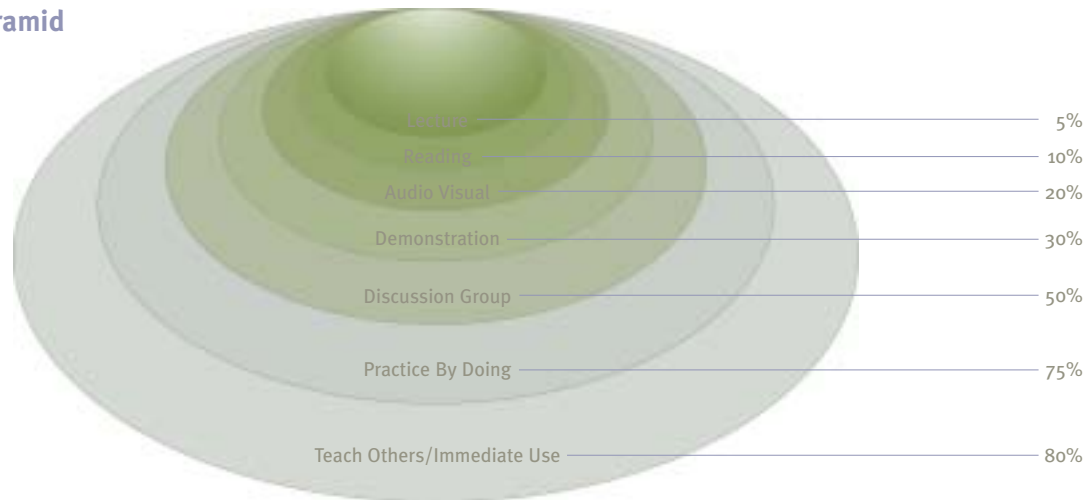 ramid
Lecture 5%
Reading 10%
Audio Visual 20%
Demonstration 30%
Discussion Group 50%
Practice By Doing 75%
Teach Others/Immediate Use 80%